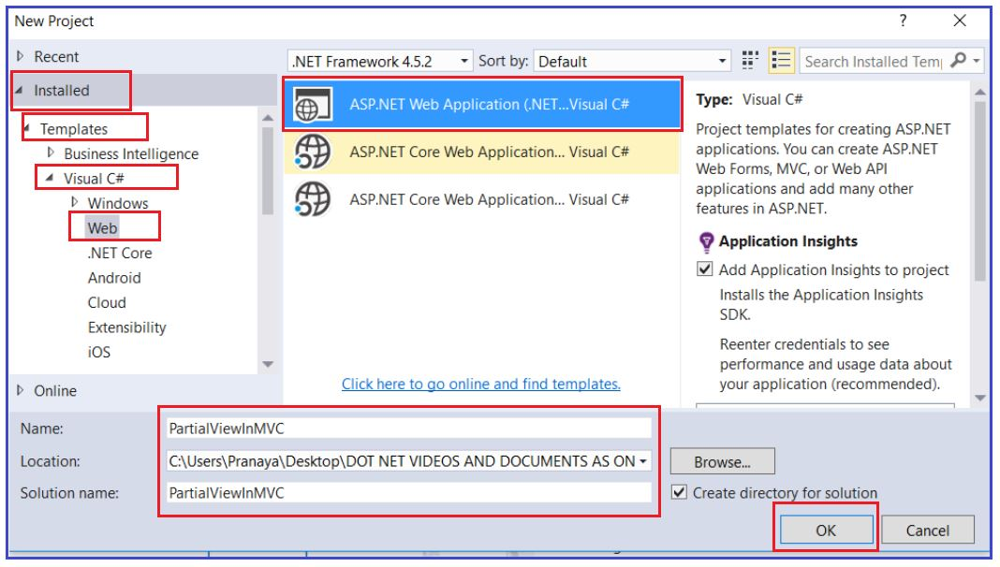 New Project
?
Recent
.NET Framework 4.5.2
Sort by:
Default
Search Installed Tem
Installed
Templates
Business Intelligence
Visual C#
Windows
Web
.NET Core
Android
Cloud
Extensibility
iOS
Online
ASP.NET Web Application (.NET...Visual C#
ASP.NET Core Web Application... Visual C#
ASP.NET Core Web Application... Visual C#
Click here to go online and find templates.
Type: Visual C#
Project templates for creating ASP.NET
applications. You can create ASP.NET
Web Forms, MVC, or Web API
applications and add many other
features in ASP.NET.
Application Insights
Add Application Insights to project
Installs the Application Insights
SDK.
Reenter credentials to see
performance and usage data about
your application (recommended).
Name:
PartialViewInMVC
Location:
C:\Users\Pranaya\Desktop\DOT NET VIDEOS AND DOCUMENTS AS ON
Browse...
Solution name:
PartialViewInMVC
Create directory for solution
OK
Cancel